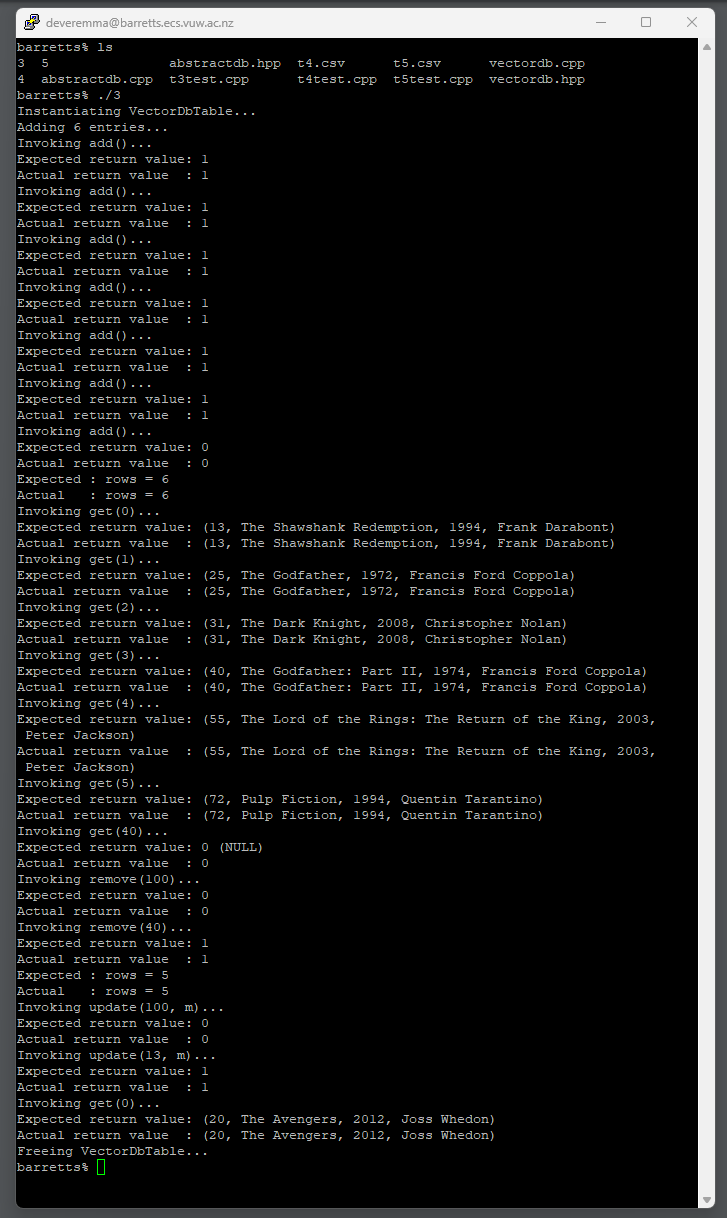 deveremma@barretts.ecs.vuw.ac.nz
barretts% ls
3  5               abstractdb.hpp  t4.csv      t5.csv      vectordb.cpp
4  abstractdb.cpp  t3test.cpp      t4test.cpp  t5test.cpp  vectordb.hpp
barretts% ./3
Instantiating VectorDbTable...
Adding 6 entries...
Invoking add()...
Expected return value: 1
Actual return value  : 1
Invoking add()...
Expected return value: 1
Actual return value  : 1
Invoking add()...
Expected return value: 1
Actual return value  : 1
Invoking add()...
Expected return value: 1
Actual return value  : 1
Invoking add()...
Expected return value: 1
Actual return value  : 1
Invoking add()...
Expected return value: 1
Actual return value  : 1
Invoking add()...
Expected return value: 0
Actual return value  : 0
Expected : rows = 6
Actual   : rows = 6
Invoking get(0)...
Expected return value: (13, The Shawshank Redemption, 1994, Frank Darabont)
Actual return value  : (13, The Shawshank Redemption, 1994, Frank Darabont)
Invoking get(1)...
Expected return value: (25, The Godfather, 1972, Francis Ford Coppola)
Actual return value  : (25, The Godfather, 1972, Francis Ford Coppola)
Invoking get(2)...
Expected return value: (31, The Dark Knight, 2008, Christopher Nolan)
Actual return value  : (31, The Dark Knight, 2008, Christopher Nolan)
Invoking get(3)...
Expected return value: (40, The Godfather: Part II, 1974, Francis Ford Coppola)
Actual return value  : (40, The Godfather: Part II, 1974, Francis Ford Coppola)
Invoking get(4)...
Expected return value: (55, The Lord of the Rings: The Return of the King, 2003,
 Peter Jackson)
Actual return value  : (55, The Lord of the Rings: The Return of the King, 2003,
 Peter Jackson)
Invoking get(5)...
Expected return value: (72, Pulp Fiction, 1994, Quentin Tarantino)
Actual return value  : (72, Pulp Fiction, 1994, Quentin Tarantino)
Invoking get(40)...
Expected return value: 0 (NULL)
Actual return value  : 0
Invoking remove(100)...
Expected return value: 0
Actual return value  : 0
Invoking remove(40)...
Expected return value: 1
Actual return value  : 1
Expected : rows = 5
Actual   : rows = 5
Invoking update(100, m)...
Expected return value: 0
Actual return value  : 0
Invoking update(13, m)...
Expected return value: 1
Actual return value  : 1
Invoking get(0)...
Expected return value: (20, The Avengers, 2012, Joss Whedon)
Actual return value  : (20, The Avengers, 2012, Joss Whedon)
Freeing VectorDbTable...
barretts%